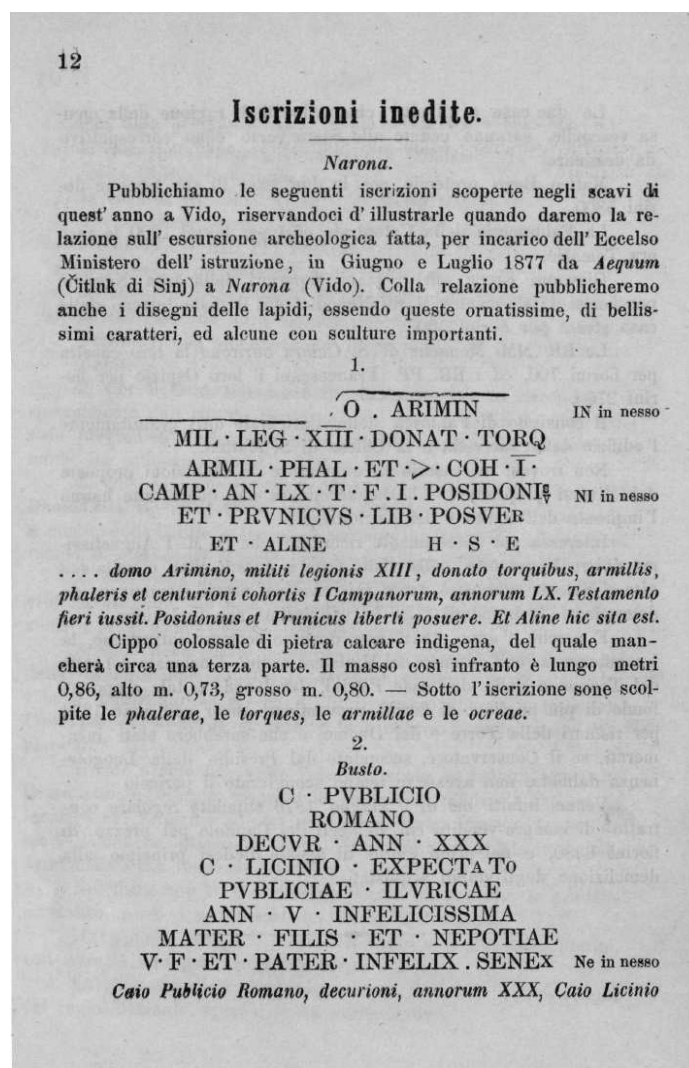 12
Iscrizioni inedite.
Narona.
Pubblichiamo le seguenti iscrizioni scoperte negli scavi di
quest' anno a Vido, riservandoci d' illustrarle quando daremo la re-
lazione sull' escursione archeologica fatta, per incarico dell' Eccelso
Ministero dell' istruzione, in Giugno e Luglio 1877 da Aequum
(Čitluk di Sinj) a Narona (Vido). Colla relazione pubblicheremo
anche i disegni delle lapidi, essendo queste ornatissime, di bellis-
simi caratteri, ed alcune con sculture importanti.
1.
O . ARIMIN IN in nesso
MIL · LEG · XIII · DONAT · TORQ
ARMIL · PHAL · ET · > · COH · I ·
CAMP · AN · LX · T · F . I . POSIDONIS NI in nesso
ET · PRVNICVS · LIB · POSVER
ET · ALINE H · S · E
. . . . domo Arimino, militi legionis XIII, donato torquibus, armillis,
phaleris et centurioni cohortis I Campanorum, annorum LX. Testamento
fieri iussit. Posidonius et Prunicus liberti posuere. Et Aline hic sita est.
Cippo colossale di pietra calcare indigena, del quale man-
cherà circa una terza parte. Il masso così infranto è lungo metri
0,86, alto m. 0,73, grosso m. 0,80. — Sotto l' iscrizione sone scol-
pite le phalerae, le torques, le armillae e le ocreae.
2.
Busto.
C · PVBLICIO
ROMANO
DECVR · ANN · XXX
C · LICINIO · EXPECTATO
PVBLICIAE · ILVRICAE
ANN · V · INFELICISSIMA
MATER · FILIS · ET · NEPOTIAE
V· F · ET · PATER · INFELIX . SENEX Ne in nesso
Caio Publicio Romano, decurioni, annorum XXX, Caio Licinio